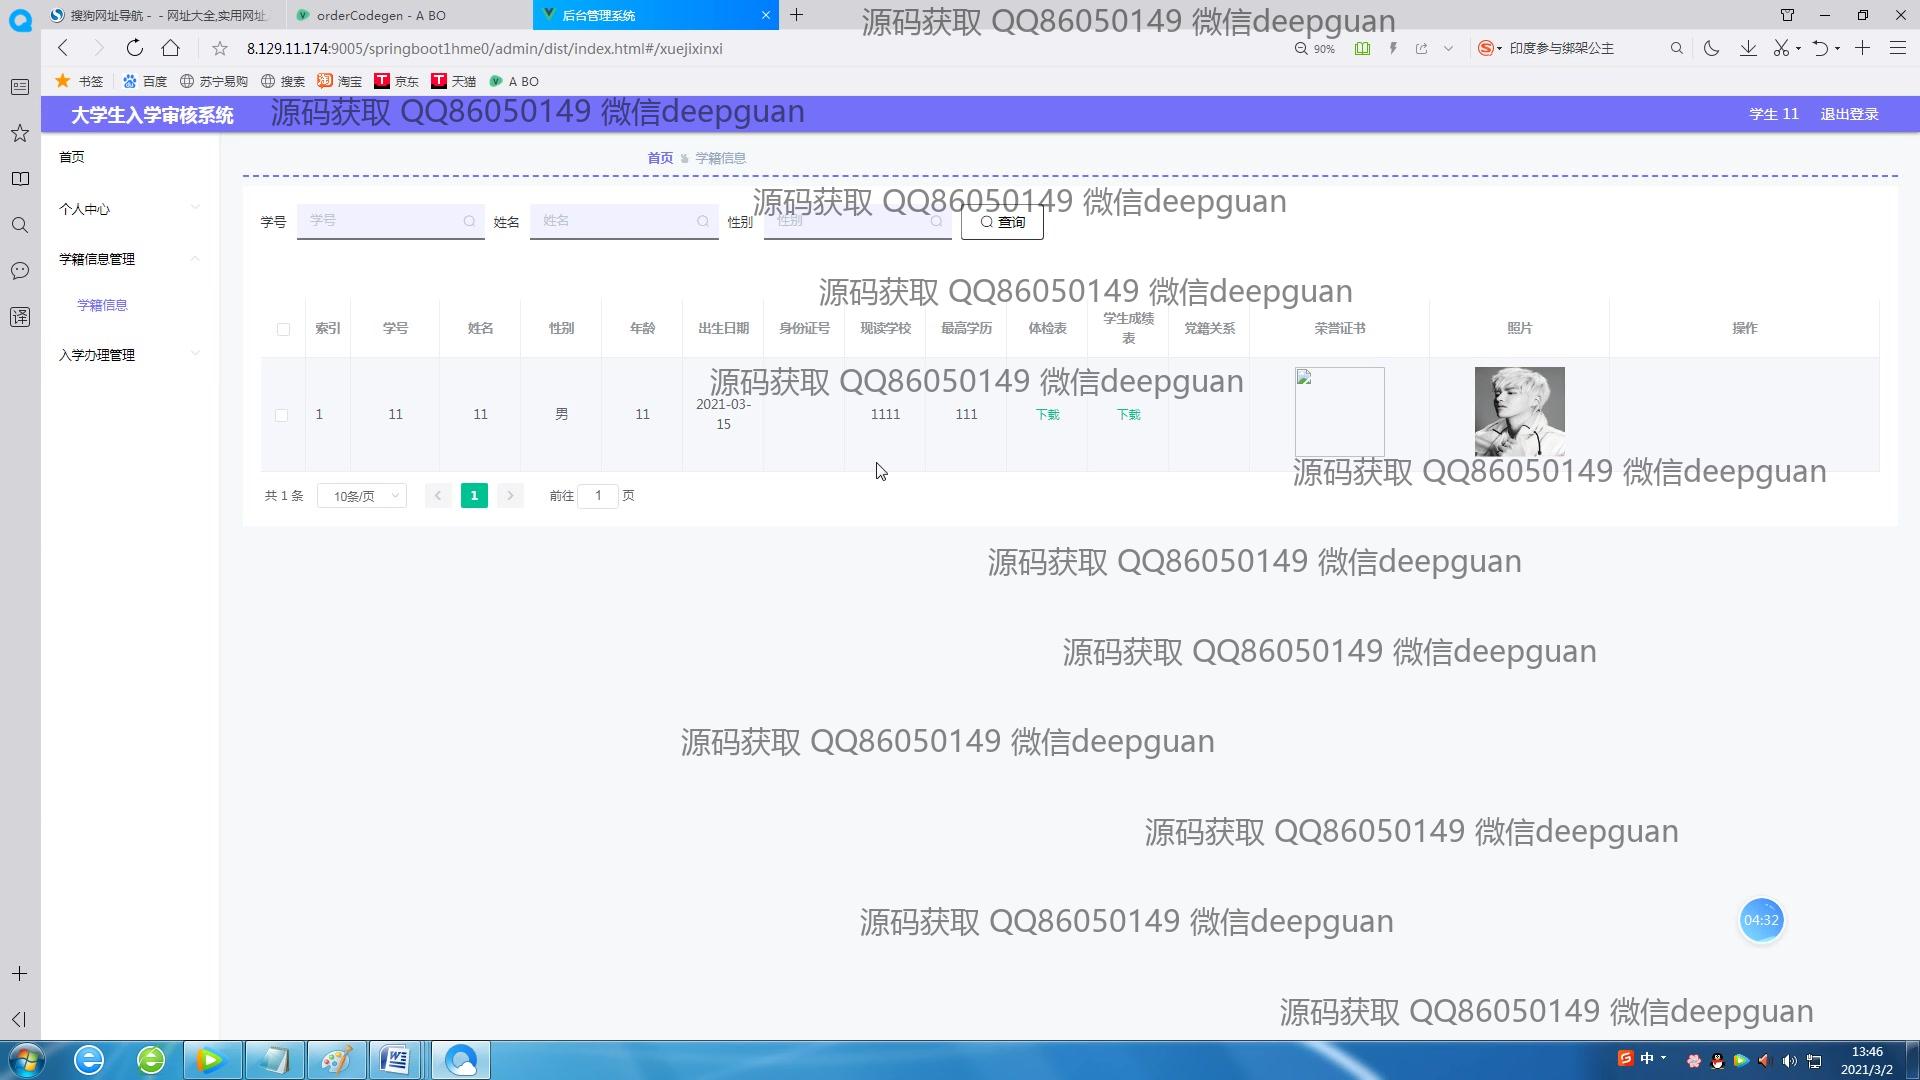 搜狗网址导航 - - 网址大全,实用网址,
orderCodegen - A BO
后台管理系统
源码获取 QQ86050149 微信deepguan
8.129.11.174:9005/springboot1hme0/admin/dist/index.html#/xuejixinxi
90%
印度参与绑架公主
书签
百度
苏宁易购
搜索
淘宝
京东
天猫
A BO
大学生入学审核系统
源码获取 QQ86050149 微信deepguan
学生 11
退出登录
首页
个人中心
学籍信息管理
学籍信息
入学办理管理
首页
学籍信息
源码获取 QQ86050149 微信deepguan
学号
学号
姓名
姓名
性别
性别
查询
源码获取 QQ86050149 微信deepguan
索引
学号
姓名
性别
年龄
出生日期
身份证号
现读学校
最高学历
体检表
学生成绩
表
党籍关系
荣誉证书
照片
操作
源码获取 QQ86050149 微信deepguan
1
11
11
男
11
2021-03-
15
1111
111
下载
下载
源码获取 QQ86050149 微信deepguan
共 1 条
10条/页
1
前往
1
页
源码获取 QQ86050149 微信deepguan
源码获取 QQ86050149 微信deepguan
源码获取 QQ86050149 微信deepguan
源码获取 QQ86050149 微信deepguan
源码获取 QQ86050149 微信deepguan
04:32
源码获取 QQ86050149 微信deepguan
译
中
13:46
2021/3/2